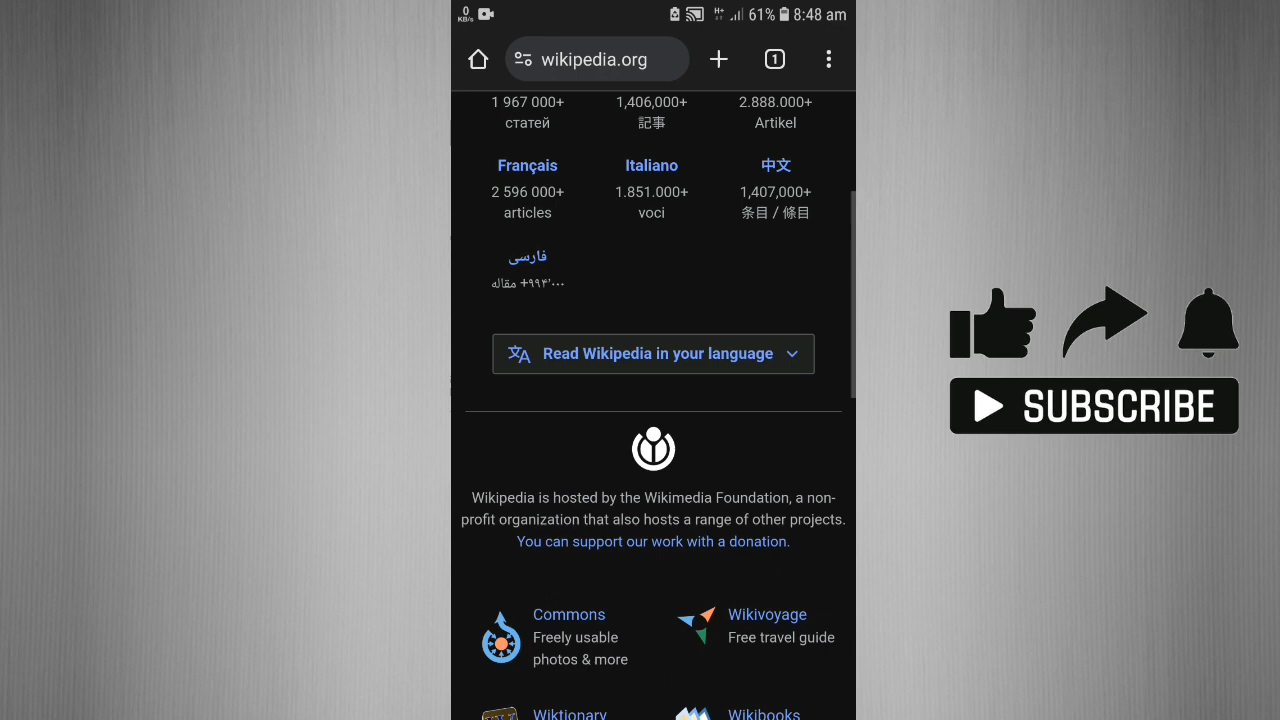 0
KB/s
H+
61%
8:48 am
wikipedia.org
1
1 967 000+
статей
1,406,000+
記事
2.888.000+
Artikel
Français
2 596 000+
articles
Italiano
1.851.000+
voci
中文
1,407,000+
条目 / 條目
فارسی
۹۹۴٬۰۰۰+ مقاله
Read Wikipedia in your language
Wikipedia is hosted by the Wikimedia Foundation, a non-
profit organization that also hosts a range of other projects.
You can support our work with a donation.
Commons
Freely usable
photos & more
Wikivoyage
Free travel guide
Wiktionary
Wikibooks
SUBSCRIBE